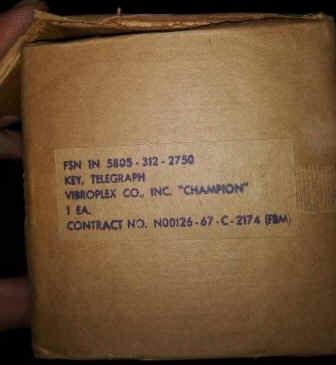 FSN 1N 5805-312-2750
KEY, TELEGRAPH
VIBROPLEX CO., INC. "CHAMPION"
1 EA.
CONTRACT NO. N00126-67-C-2174 (FBM)